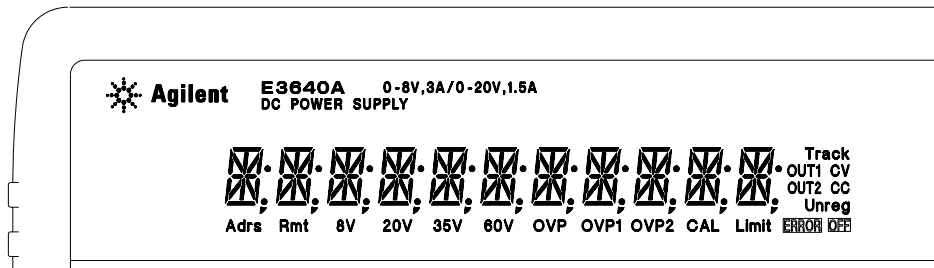 Agilent E3640A 0-8V,3A/0-20V,1.5A
DC POWER SUPPLY
Track
OUT1 CV
OUT2 CC
Unreg
Adrs Rmt 8V 20V 35V 60V OVP OVP1 OVP2 CAL Limit ERROR OFF